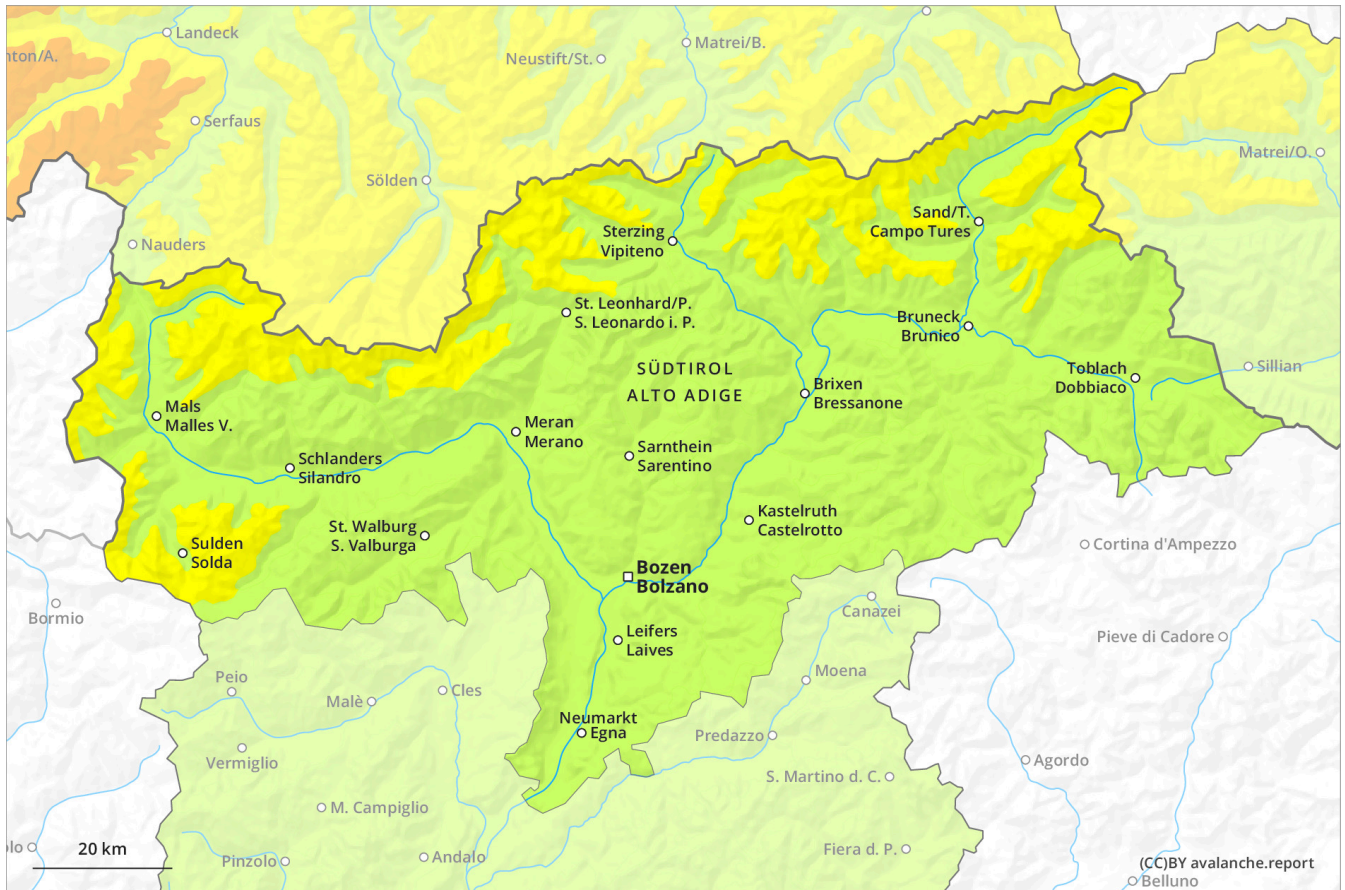 Landeck
nton/A.
Matrei/B.
Neustift/St.
Serfaus
Matrei/O.
Sölden
Sand/T.
Campo Tures
Sterzing
Vipiteno
Nauders
St. Leonhard/P.
S. Leonardo i. P.
Bruneck
Brunico
SÜDTIROL
ALTO ADIGE
Sillian
Toblach
Dobbiaco
Brixen
Bressanone
Mals
Malles V.
Meran
Merano
Sarnthein
Sarentino
Schlanders
Silandro
Kastelruth
Castelrotto
St. Walburg
S. Valburga
Sulden
Solda
Cortina d'Ampezzo
Bozen
Bolzano
Bormio
Canazei
Leifers
Laives
Pieve di Cadore
Moena
Peio
Malè
Cles
Neumarkt
Egna
Predazzo
Vermiglio
Agordo
S. Martino d. C.
M. Campiglio
lo
20 km
Pinzolo
Andalo
Fiera d. P.
(CC)BY avalanche.report
Belluno